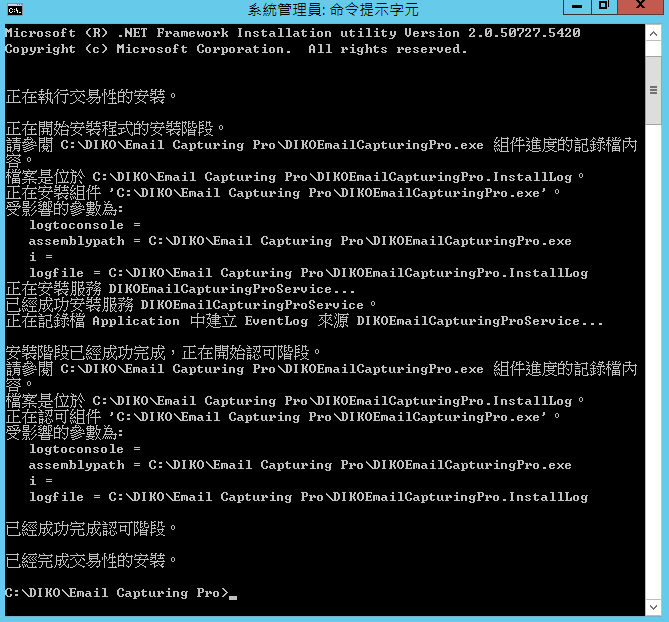 系統管理員: 命令提示字元
Microsoft (R) .NET Framework Installation utility Version 2.0.50727.5420
Copyright (c) Microsoft Corporation.  All rights reserved.
正在執行交易性的安裝。
正在開始安裝程式的安裝階段。
請參閱 C:\DIKO\Email Capturing Pro\DIKOEmailCapturingPro.exe 組件進度的記錄檔內
容。
檔案是位於 C:\DIKO\Email Capturing Pro\DIKOEmailCapturingPro.InstallLog。
正在安裝組件 'C:\DIKO\Email Capturing Pro\DIKOEmailCapturingPro.exe'。
受影響的參數為:
logtoconsole =
assemblypath = C:\DIKO\Email Capturing Pro\DIKOEmailCapturingPro.exe
i =
logfile = C:\DIKO\Email Capturing Pro\DIKOEmailCapturingPro.InstallLog
正在安裝服務 DIKOEmailCapturingProService...
已經成功安裝服務 DIKOEmailCapturingProService。
正在記錄檔 Application 中建立 EventLog 來源 DIKOEmailCapturingProService...
安裝階段已經成功完成，正在開始認可階段。
請參閱 C:\DIKO\Email Capturing Pro\DIKOEmailCapturingPro.exe 組件進度的記錄檔內
容。
檔案是位於 C:\DIKO\Email Capturing Pro\DIKOEmailCapturingPro.InstallLog。
正在認可組件 'C:\DIKO\Email Capturing Pro\DIKOEmailCapturingPro.exe'。
受影響的參數為:
logtoconsole =
assemblypath = C:\DIKO\Email Capturing Pro\DIKOEmailCapturingPro.exe
i =
logfile = C:\DIKO\Email Capturing Pro\DIKOEmailCapturingPro.InstallLog
已經成功完成認可階段。
已經完成交易性的安裝。
C:\DIKO\Email Capturing Pro>_